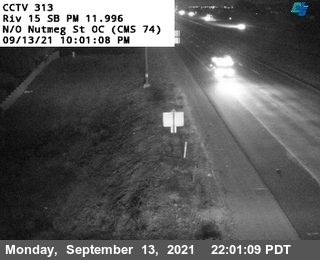 CCTV 313
Riv 15 SB PM 11.996
N/O Nutmeg St OC (CMS 74)
09/13/21 10:01:08 PM
Monday, September 13, 2021 22:01:09 PDT